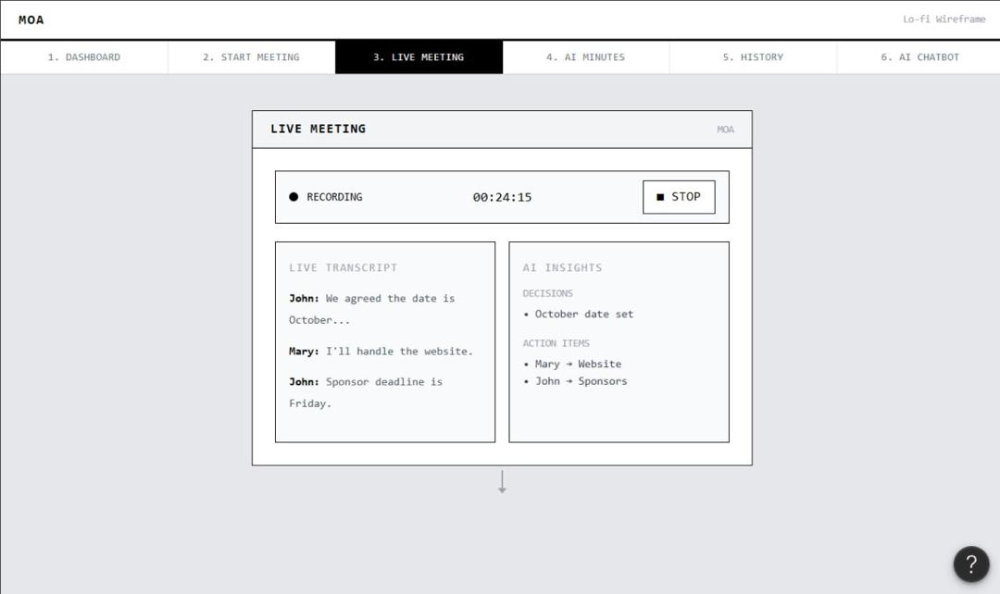 MOA
Lo-fi Wireframe
1. DASHBOARD
2. START MEETING
3. LIVE MEETING
4. AI MINUTES
5. HISTORY
6. AI CHATBOT
LIVE MEETING
MOA
● RECORDING
00:24:15
■ STOP
LIVE TRANSCRIPT
John: We agreed the date is
October...
Mary: I'll handle the website.
John: Sponsor deadline is
Friday.
AI INSIGHTS
DECISIONS
• October date set
ACTION ITEMS
• Mary → Website
• John → Sponsors
?